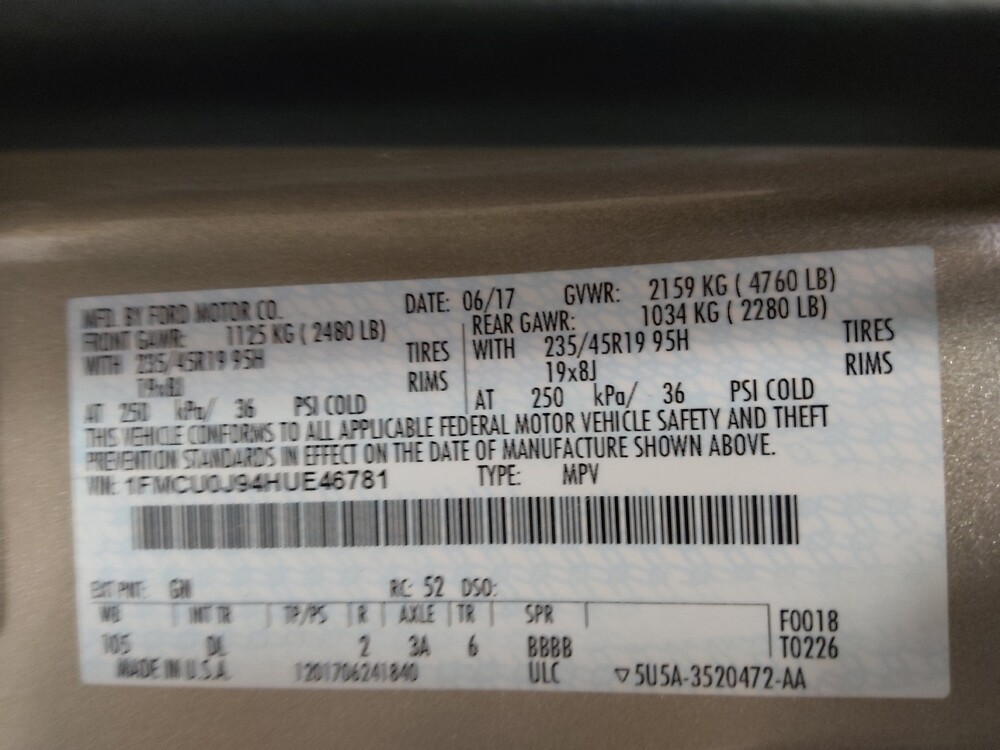 MFD. BY FORD MOTOR CO. DATE: 06/17 GVWR: 2159 KG ( 4760 LB)
FRONT GAWR: 1125 KG ( 2480 LB) REAR GAWR: 1034 KG ( 2280 LB)
WITH 235/45R19 95H TIRES WITH 235/45R19 95H TIRES
19x8J RIMS 19x8J RIMS
AT 250 kPa/ 36 PSI COLD AT 250 kPa/ 36 PSI COLD
THIS VEHICLE CONFORMS TO ALL APPLICABLE FEDERAL MOTOR VEHICLE SAFETY AND THEFT
PREVENTION STANDARDS IN EFFECT ON THE DATE OF MANUFACTURE SHOWN ABOVE.
VIN: 1FMCU0J94HUE46781 TYPE: MPV
EXT PNT: GN RC: 52 DSO:
WB INT TR TP/PS R AXLE TR SPR F0018
105 DL 2 3A 6 BBBB T0226
MADE IN U.S.A. 1201706241840 ULC ▽5U5A-3520472-AA